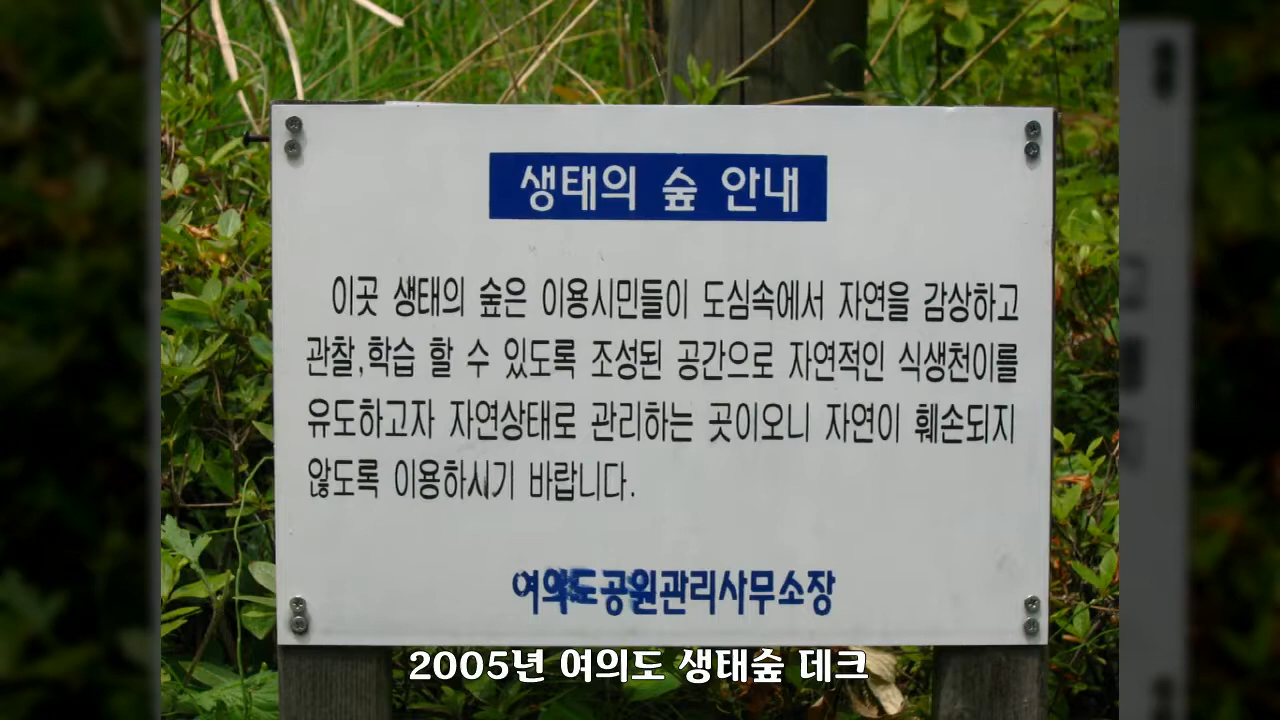 생태의 숲 안내
이곳 생태의 숲은 이용시민들이 도심속에서 자연을 감상하고
관찰,학습 할 수 있도록 조성된 공간으로 자연적인 식생천이를
유도하고자 자연상태로 관리하는 곳이오니 자연이 훼손되지
않도록 이용하시기 바랍니다.
여의도공원관리사무소장
2005년 여의도 생태숲 데크